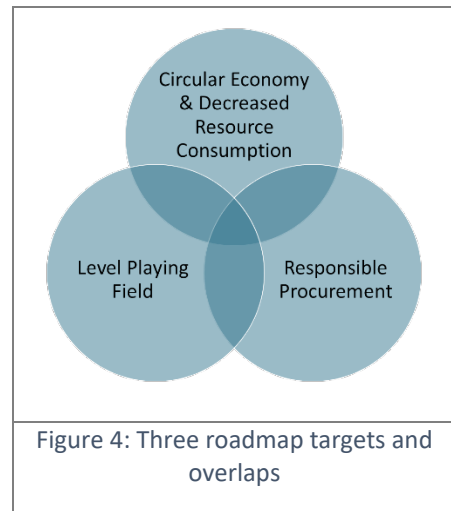 Circular Economy
& Decreased
Resource
Consumption
Level Playing
Field
Responsible
Procurement
Figure 4: Three roadmap targets and
overlaps